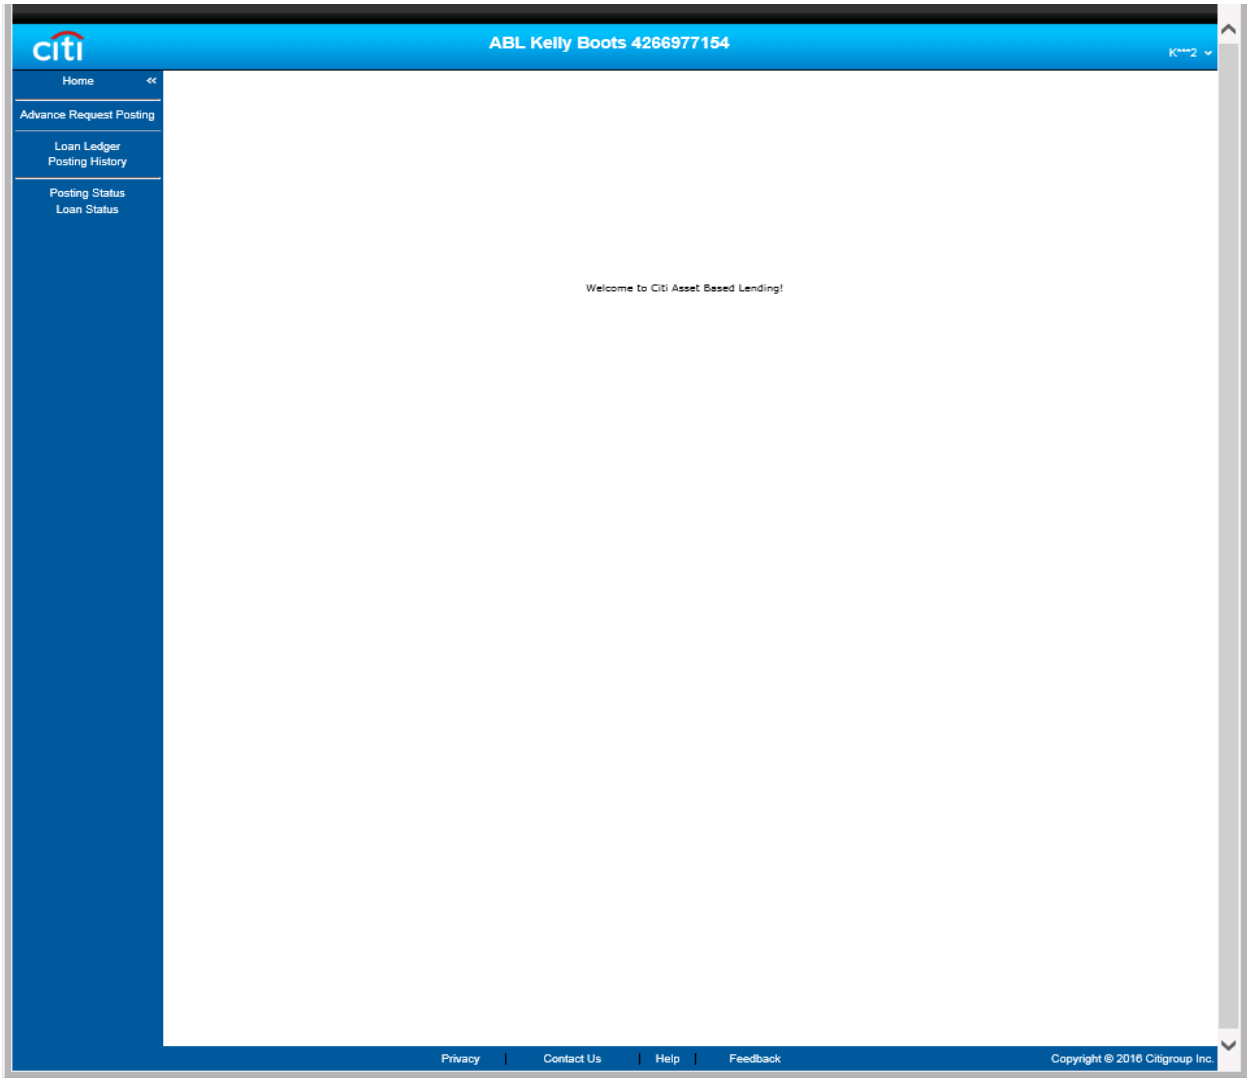 citi
ABL Kelly Boots 4266977154
K***2
Home <<
Advance Request Posting
Loan Ledger
Posting History
Posting Status
Loan Status
Welcome to Citi Asset Based Lending!
Privacy | Contact Us | Help | Feedback
Copyright © 2016 Citigroup Inc.